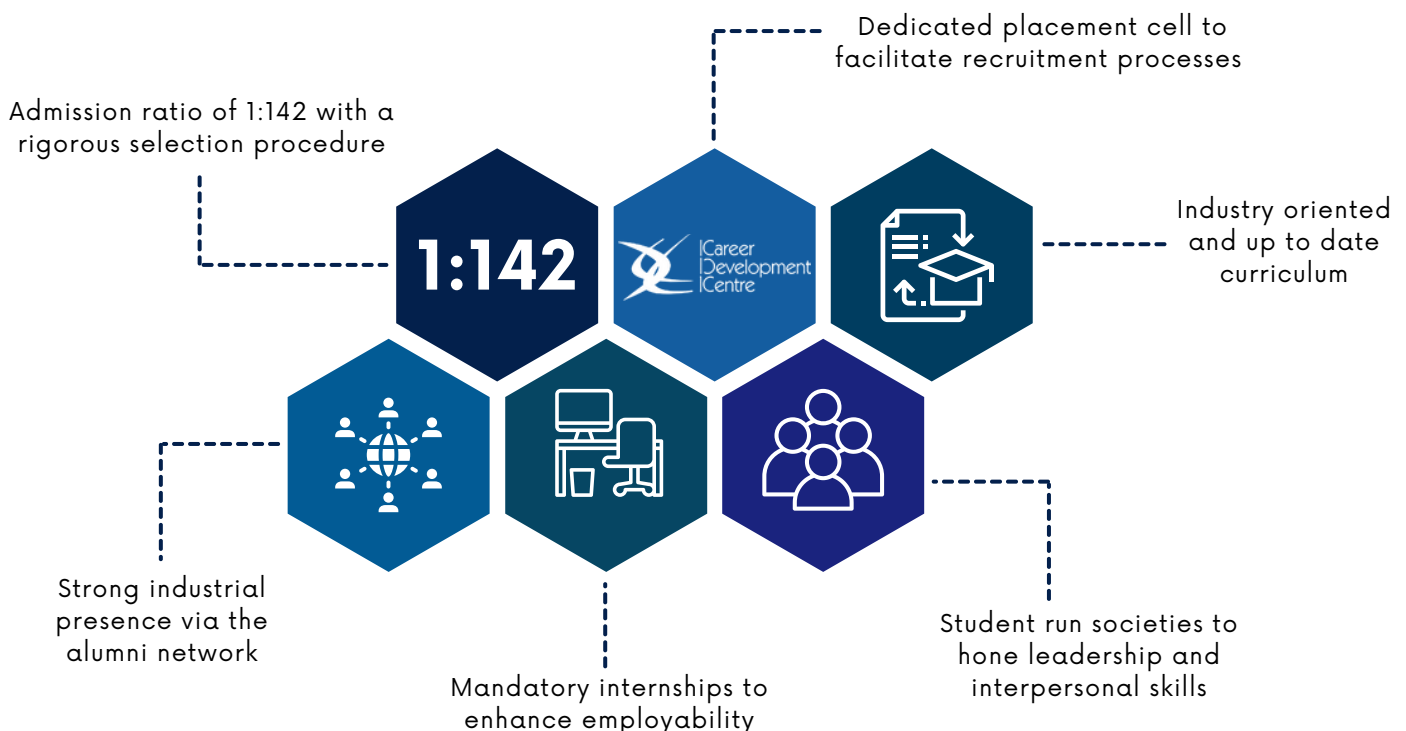 Dedicated placement cell to
facilitate recruitment processes
Admission ratio of 1:142 with a
rigorous selection procedure
1:142
Career
Development
Centre
Industry oriented
and up to date
curriculum
Strong industrial
presence via the
alumni network
Mandatory internships to
enhance employability
Student run societies to
hone leadership and
interpersonal skills